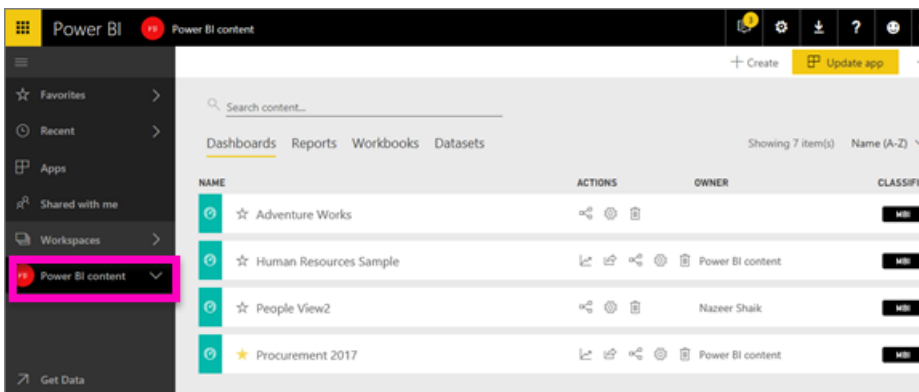 Power BI Power BI content 3 ?
Create Update app
Favorites
Recent
Apps
Shared with me
Workspaces
Power BI content
Get Data
Search content...
Dashboards Reports Workbooks Datasets Showing 7 item(s) Name (A-Z)
NAME ACTIONS OWNER CLASSIFI
Adventure Works MBI
Human Resources Sample Power BI content MBI
People View2 Nazeer Shaik MBI
Procurement 2017 Power BI content MBI